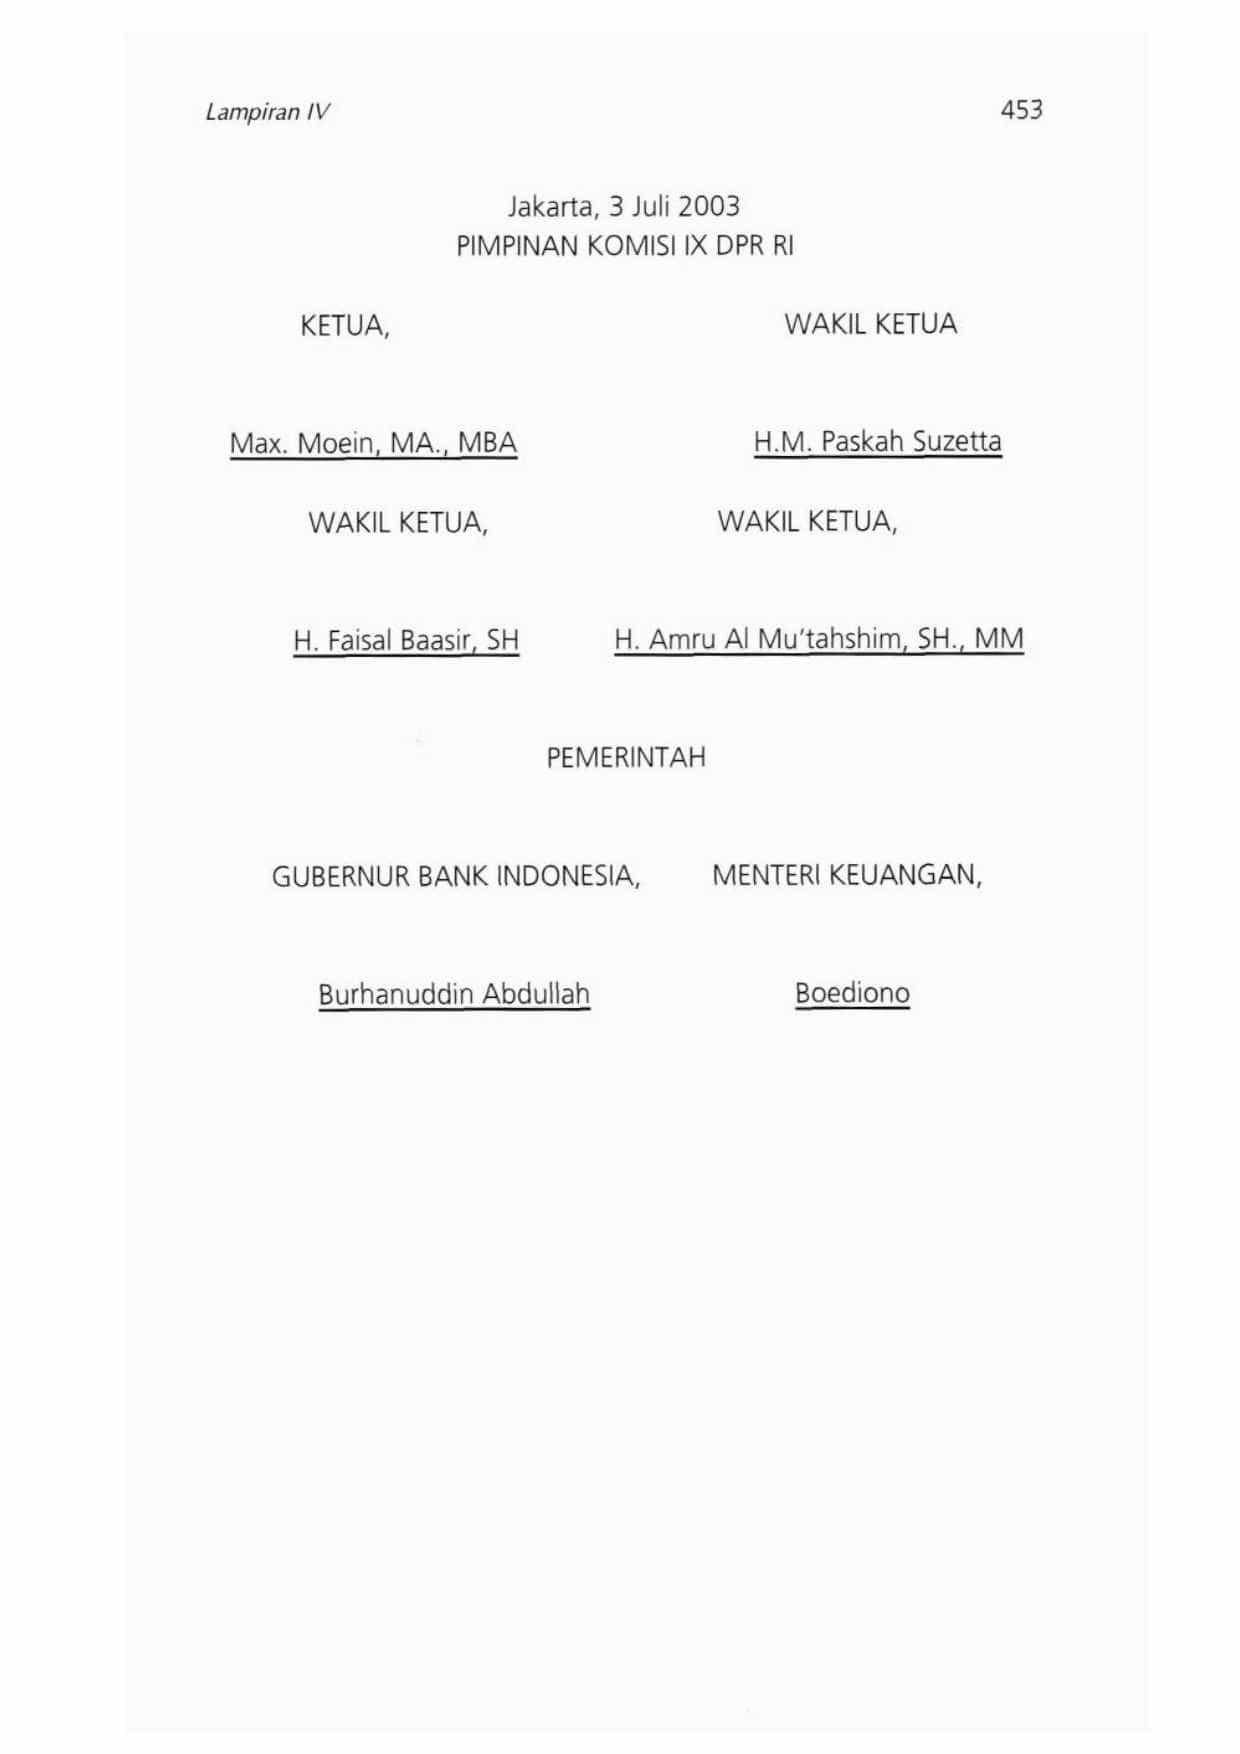 Lampiran IV 453
Jakarta, 3 Juli 2003
PIMPINAN KOMISI IX DPR RI
KETUA, WAKIL KETUA
Max. Moein, MA., MBA H.M. Paskah Suzetta
WAKIL KETUA, WAKIL KETUA,
H. Faisal Baasir, SH H. Amru Al Mu'tahshim, SH., MM
PEMERINTAH
GUBERNUR BANK INDONESIA, MENTERI KEUANGAN,
Burhanuddin Abdullah Boediono